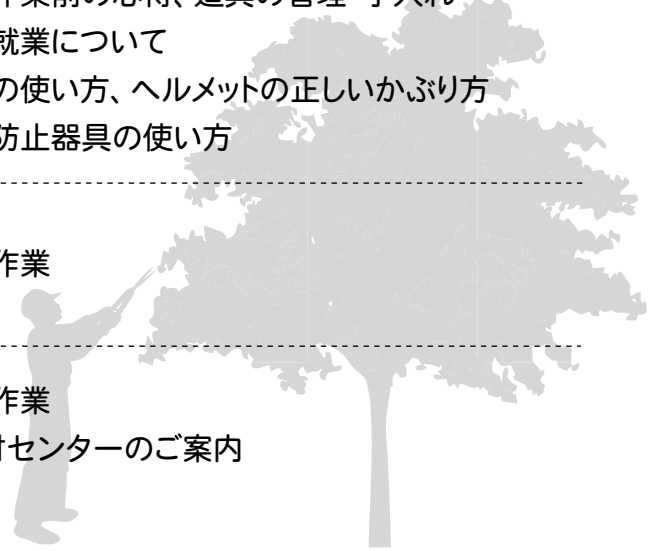 作業前の心得、道具の管理・手入れ
就業について
の使い方、ヘルメットの正しいかぶり方
防止器具の使い方
作業
作業
センターのご案内